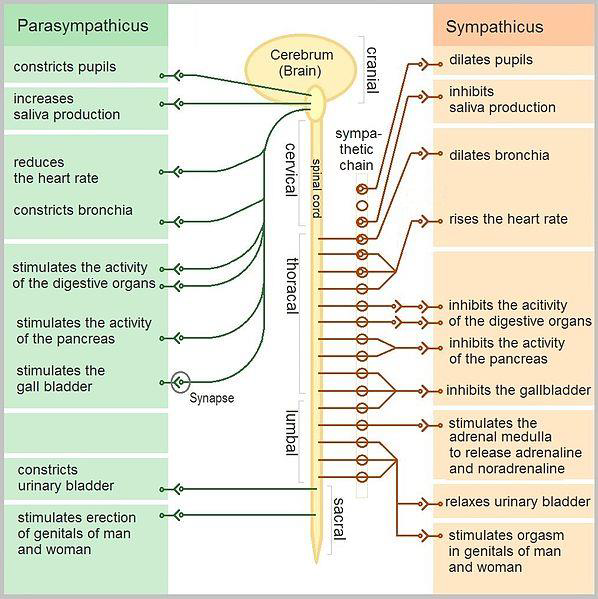 Parasympathicus
constricts pupils
increases
saliva production
reduces
the heart rate
constricts bronchia
stimulates the activity
of the digestive organs
stimulates the activity
of the pancreas
stimulates the
gall bladder
constricts
urinary bladder
stimulates erection
of genitals of man
and woman
Synapse
Cerebrum
(Brain)
cranial
cervical
spinal cord
thoracal
lumbal
sacral
sympa-
thetic
chain
Sympathicus
dilates pupils
inhibits
saliva production
dilates bronchia
rises the heart rate
inhibits the acitivity
of the digestive organs
inhibits the activity
of the pancreas
inhibits the gallbladder
stimulates the
adrenal medulla
to release adrenaline
and noradrenaline
relaxes urinary bladder
stimulates orgasm
in genitals of man
and woman